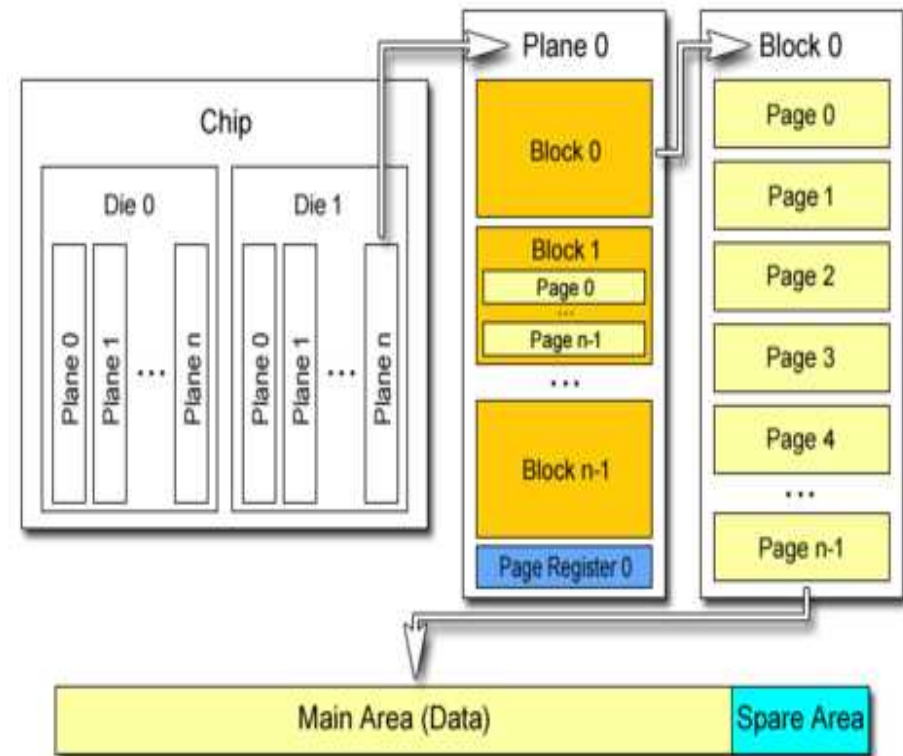 Chip
Die 0
Plane 0
Plane 1
...
Plane n
Die 1
Plane 0
Plane 1
...
Plane n
Plane 0
Block 0
Block 1
Page 0
...
Page n-1
...
Block n-1
Page Register 0
Block 0
Page 0
Page 1
Page 2
Page 3
Page 4
...
Page n-1
Main Area (Data)
Spare Area